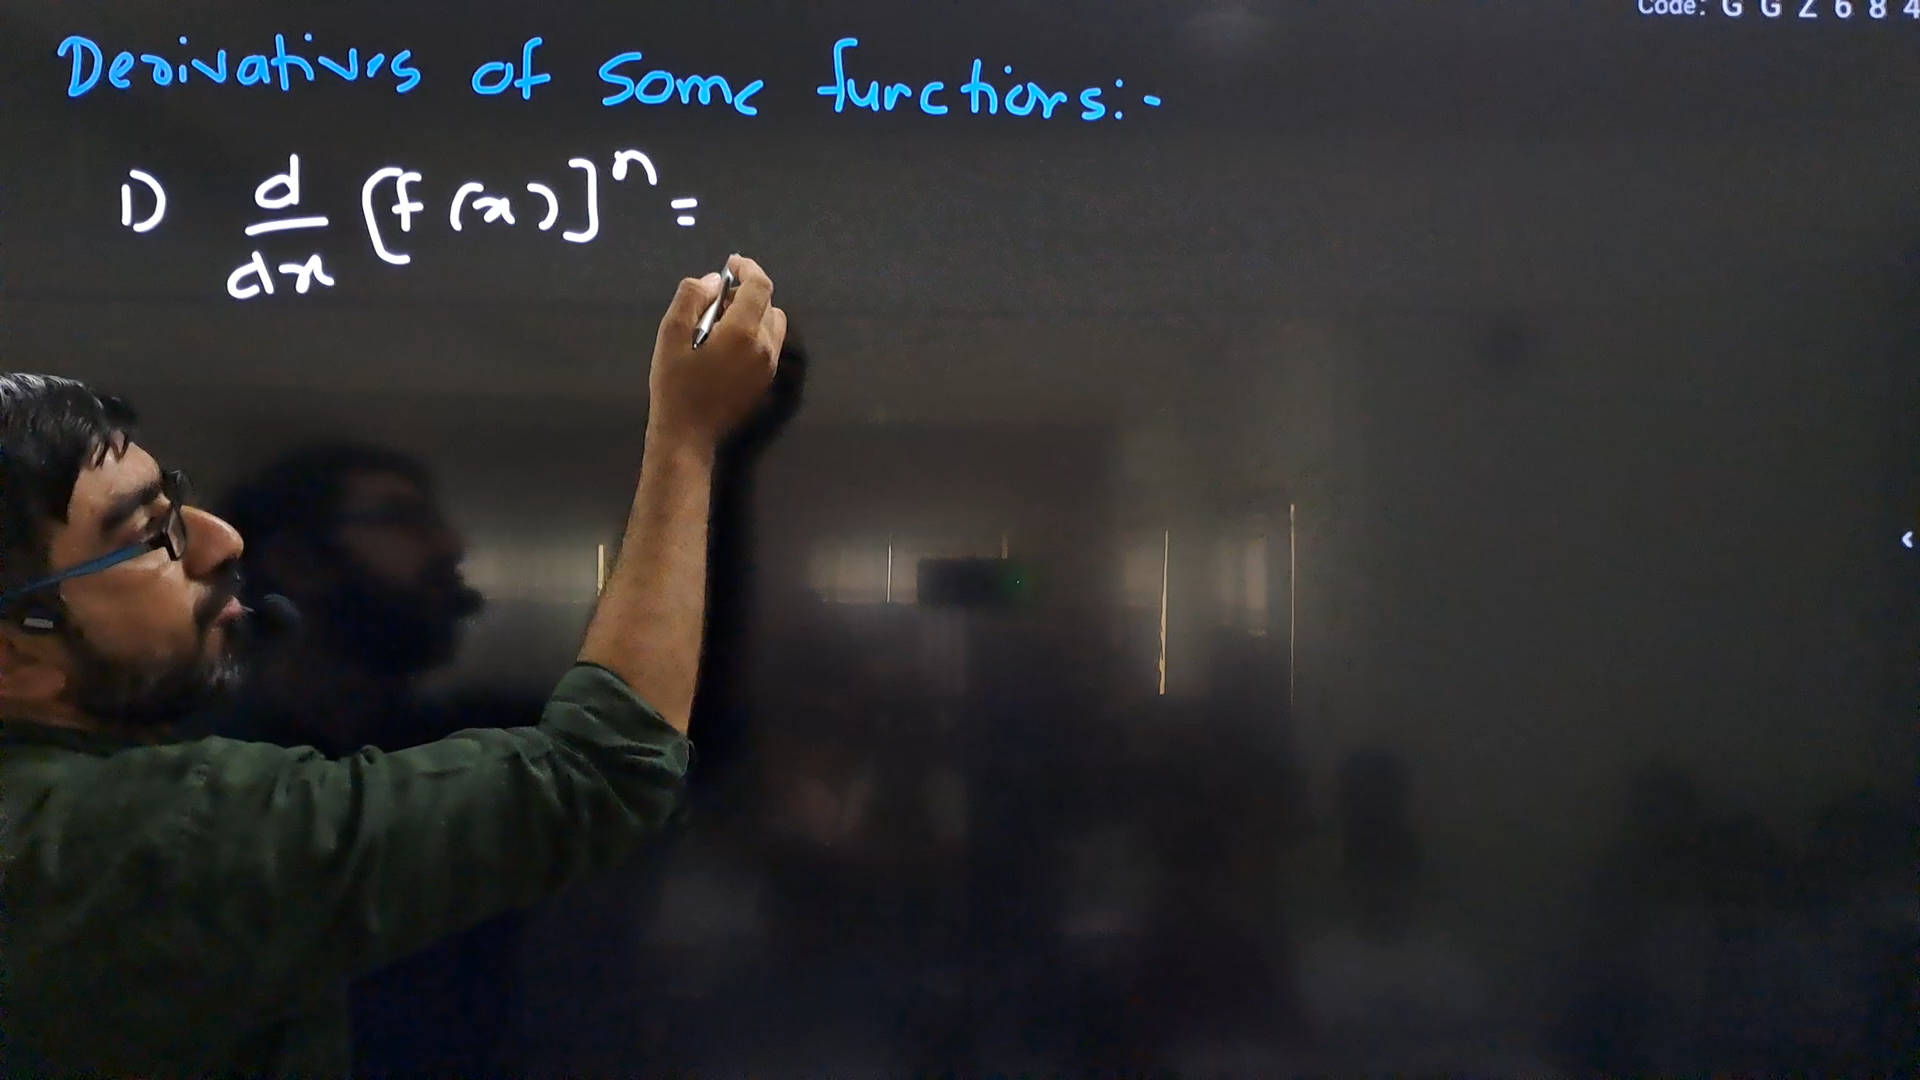 Code: G G Z 6 8 4
Derivatives of Some functions:-
1) d/dx [f(x)]^n =